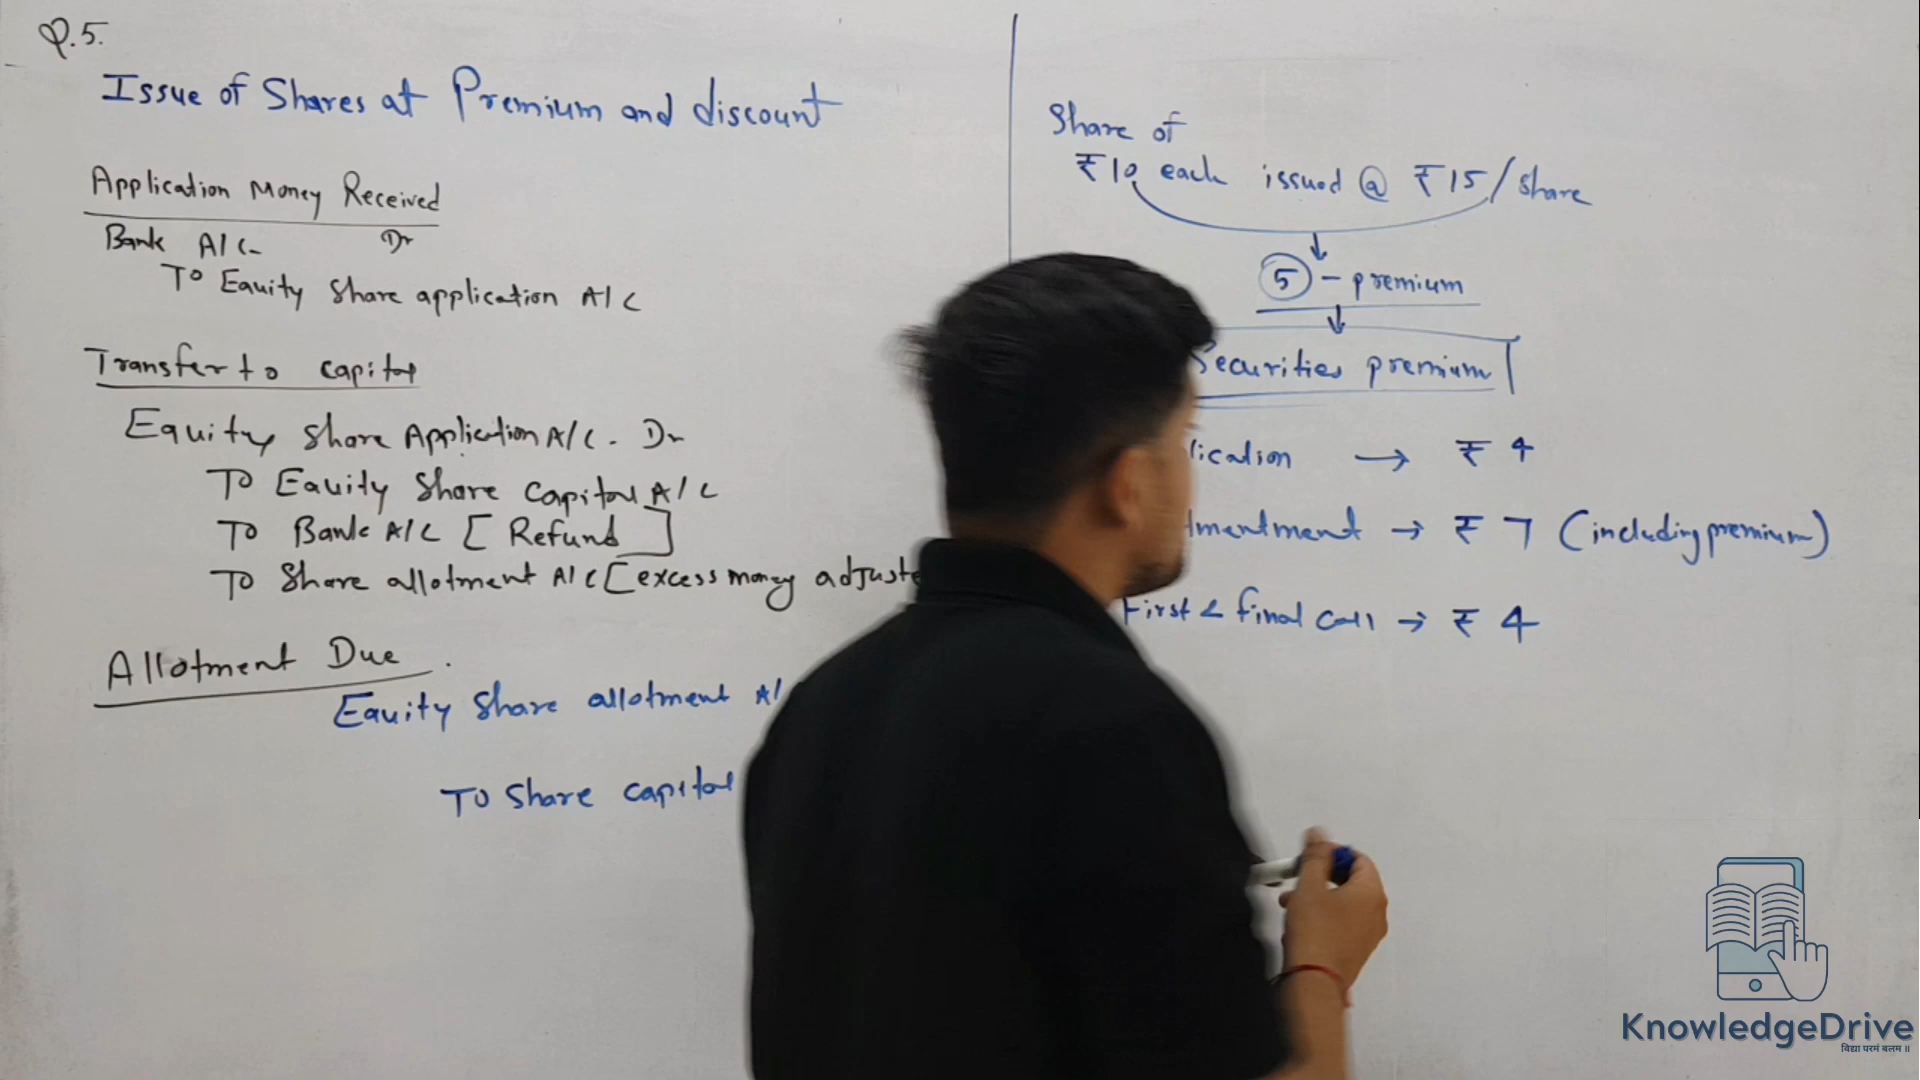 Q.5.
Issue of Shares at Premium and discount
Application Money Received
Bank A/C Dr
To Equity Share application A/C
Transfer to capital
Equity Share Application A/C. Dr
To Equity Share capital A/C
To Bank A/C [Refund]
To Share allotment A/C [excess money adjuste
Allotment Due.
Equity Share allotment A/
To Share capital
Share of
₹10 each issued @ ₹15/share
5 - premium
Securities premium
lication → ₹ 4
tmentment → ₹ 7 (including premium)
First & final call → ₹ 4
KnowledgeDrive
विद्या परमं बलम ॥